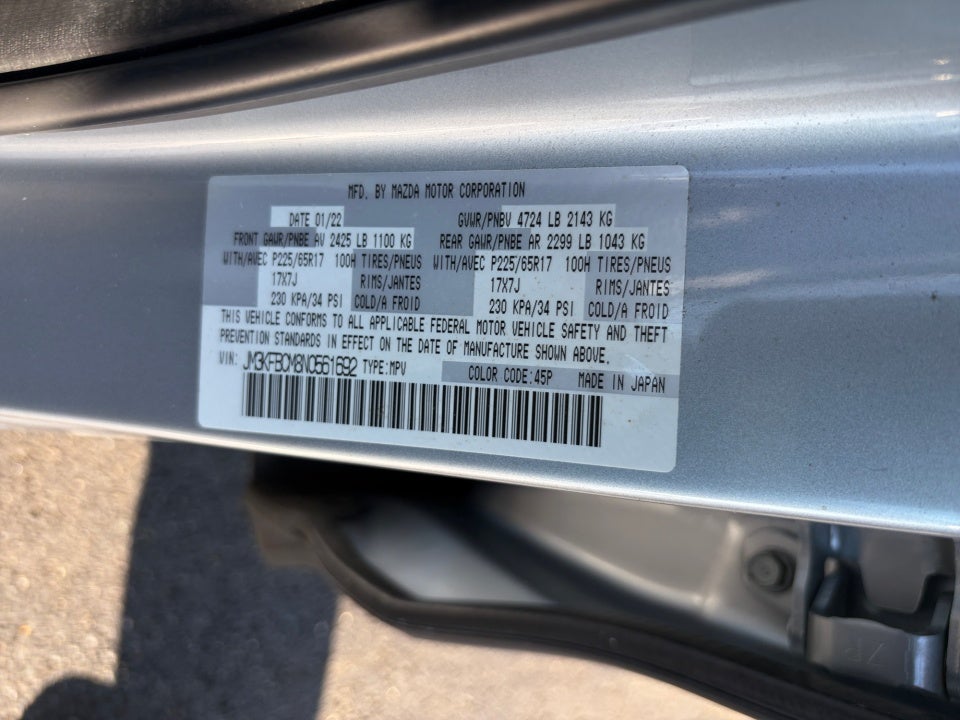 MFD. BY MAZDA MOTOR CORPORATION
DATE 01/22 GVWR/PNBV 4724 LB 2143 KG
FRONT GAWR/PNBE AV 2425 LB 1100 KG REAR GAWR/PNBE AR 2299 LB 1043 KG
WITH/AVEC P225/65R17 100H TIRES/PNEUS WITH/AVEC P225/65R17 100H TIRES/PNEUS
17X7J RIMS/JANTES 17X7J RIMS/JANTES
230 KPA/34 PSI COLD/A FROID 230 KPA/34 PSI COLD/A FROID
THIS VEHICLE CONFORMS TO ALL APPLICABLE FEDERAL MOTOR VEHICLE SAFETY AND THEFT
PREVENTION STANDARDS IN EFFECT ON THE DATE OF MANUFACTURE SHOWN ABOVE.
VIN: JM3KFBCM8N0561692 TYPE:MPV COLOR CODE:45P MADE IN JAPAN